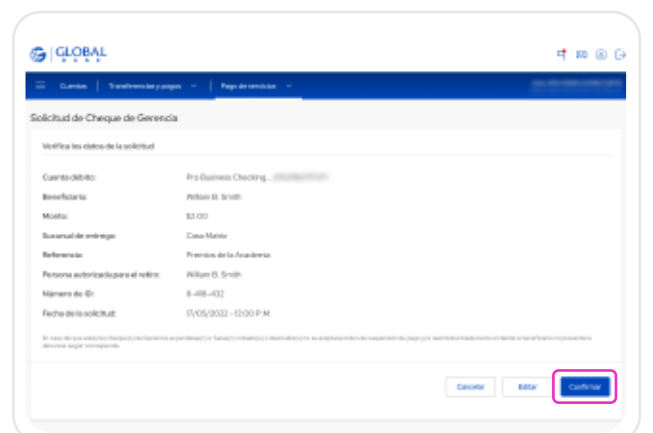 GLOBAL
BANK
Cuentas Transferencias y pagos Pago de servicios
Solicitud de Cheque de Gerencia
Verifica los datos de la solicitud
Cuenta débito: Pro Business Checking...
Beneficiario: William B. Smith
Monto: $2.00
Sucursal de entrega: Casa Matriz
Referencia: Premios de la Academia
Persona autorizada para el retiro: William B. Smith
Número de ID: 8-418-432
Fecha de la solicitud: 17/05/2022 - 12:00 P.M.
Cancelar Editar Confirmar